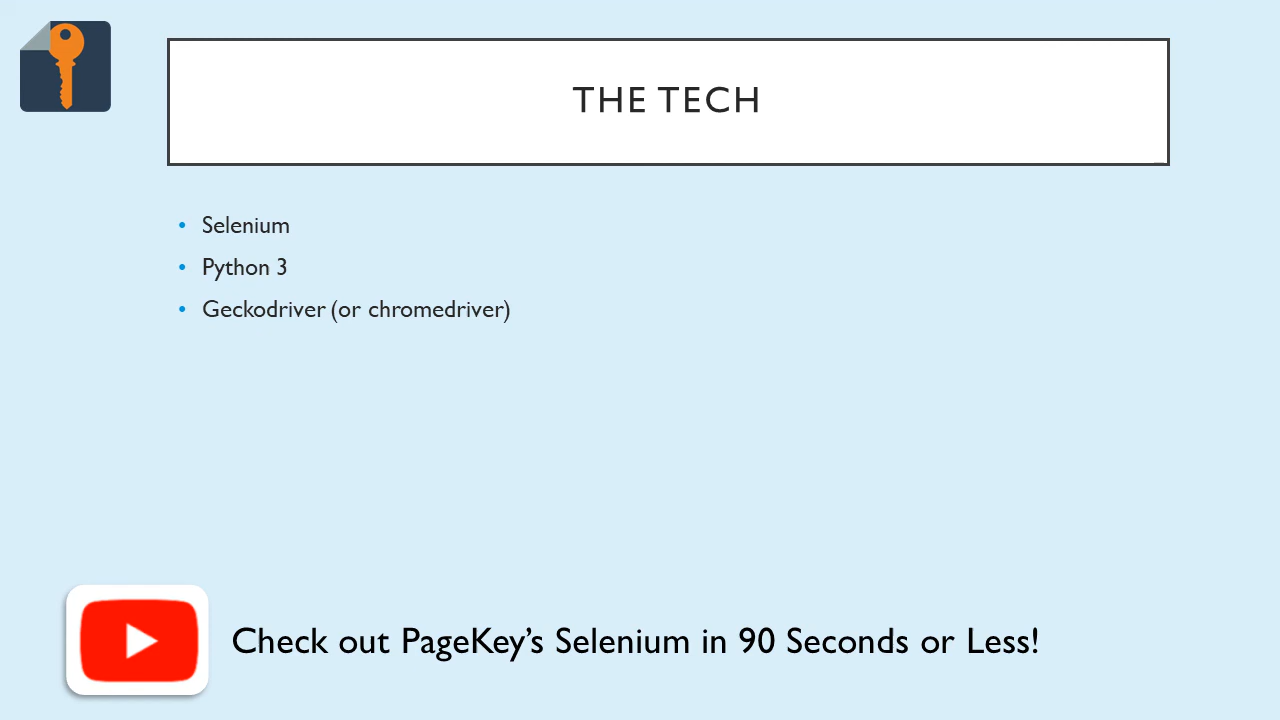 THE TECH
• Selenium
• Python 3
• Geckodriver (or chromedriver)
Check out PageKey’s Selenium in 90 Seconds or Less!